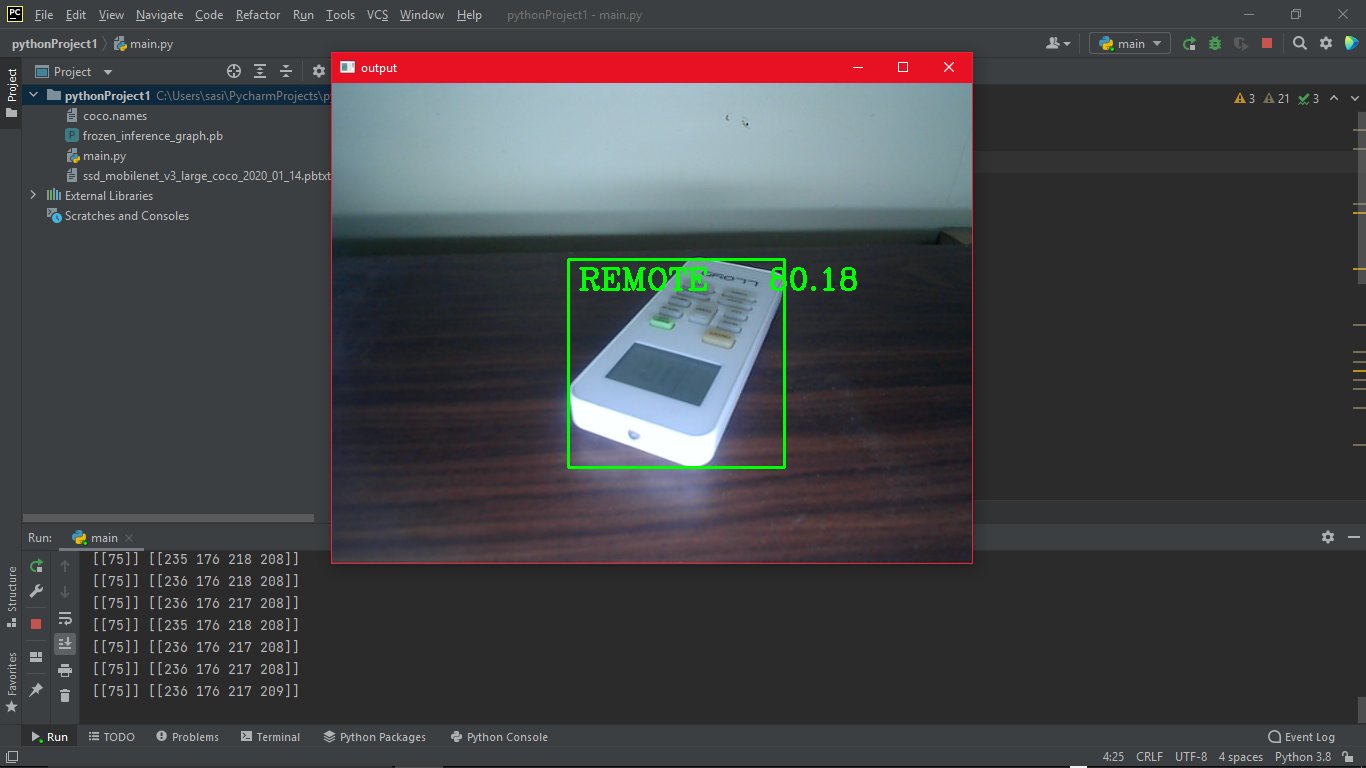 PC File Edit View Navigate Code Refactor Run Tools VCS Window Help pythonProject1 - main.py
pythonProject1 main.py main
Project
Project
output
pythonProject1 C:\Users\sasi\PycharmProjects\p
3 21 3
coco.names
frozen_inference_graph.pb
main.py
ssd_mobilenet_v3_large_coco_2020_01_14.pbtxt
External Libraries
Scratches and Consoles
REMOTE 80.18
Run: main
[[75]] [[235 176 218 208]]
[[75]] [[236 176 218 208]]
[[75]] [[236 176 217 208]]
[[75]] [[235 176 218 208]]
[[75]] [[236 176 217 208]]
[[75]] [[236 176 217 208]]
[[75]] [[236 176 217 209]]
Structure
Favorites
Run TODO Problems Terminal Python Packages Python Console Event Log
4:25 CRLF UTF-8 4 spaces Python 3.8